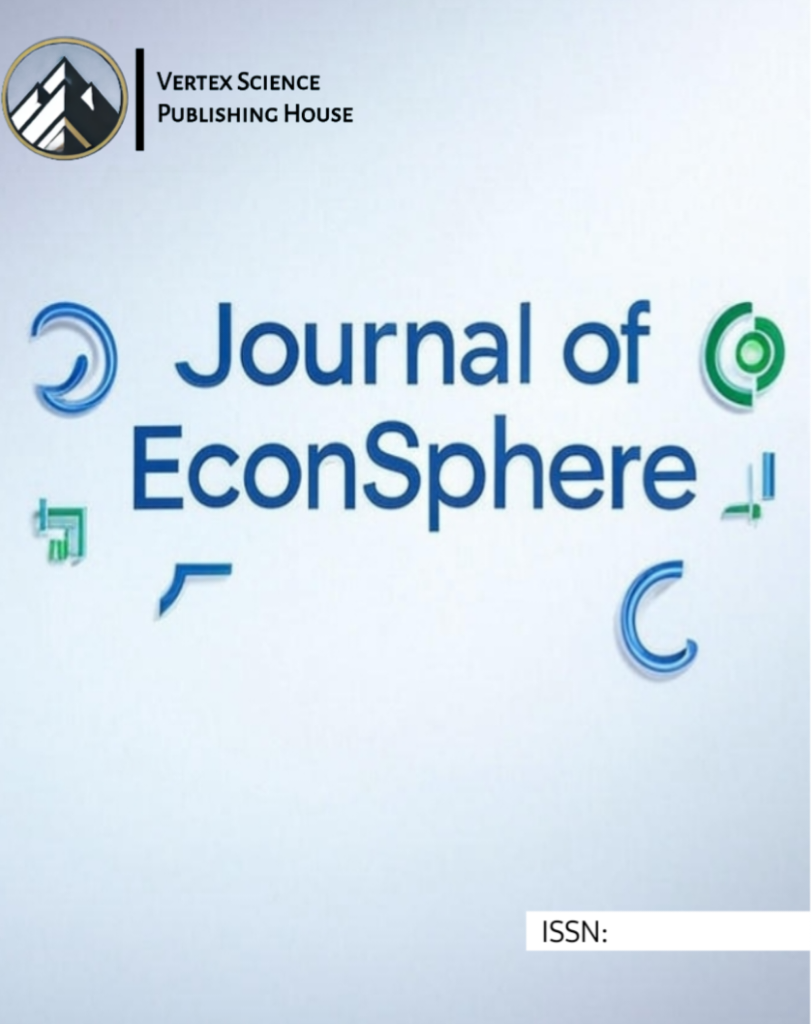 Vertex Science
Publishing House
Journal of
EconSphere
ISSN: